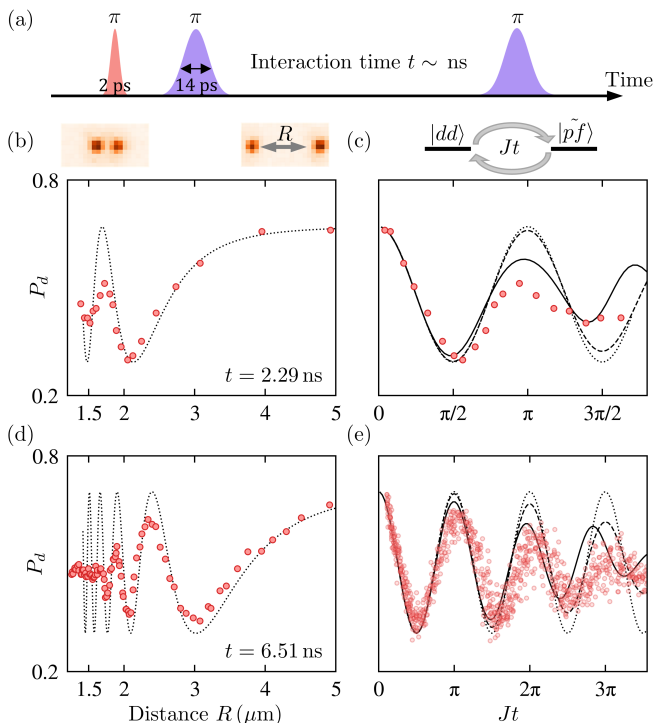 (a)
π π π
2 ps 14 ps Interaction time t ∼ ns Time
(b) R (c) |dd⟩ Jt |p̃f⟩
0.8
P_d
0.2
t = 2.29 ns
1.5 2 3 4 5
0 π/2 π 3π/2
(d) (e)
0.8
P_d
0.2
t = 6.51 ns
1.5 2 3 4 5
0 π 2π 3π
Distance R (μm) Jt